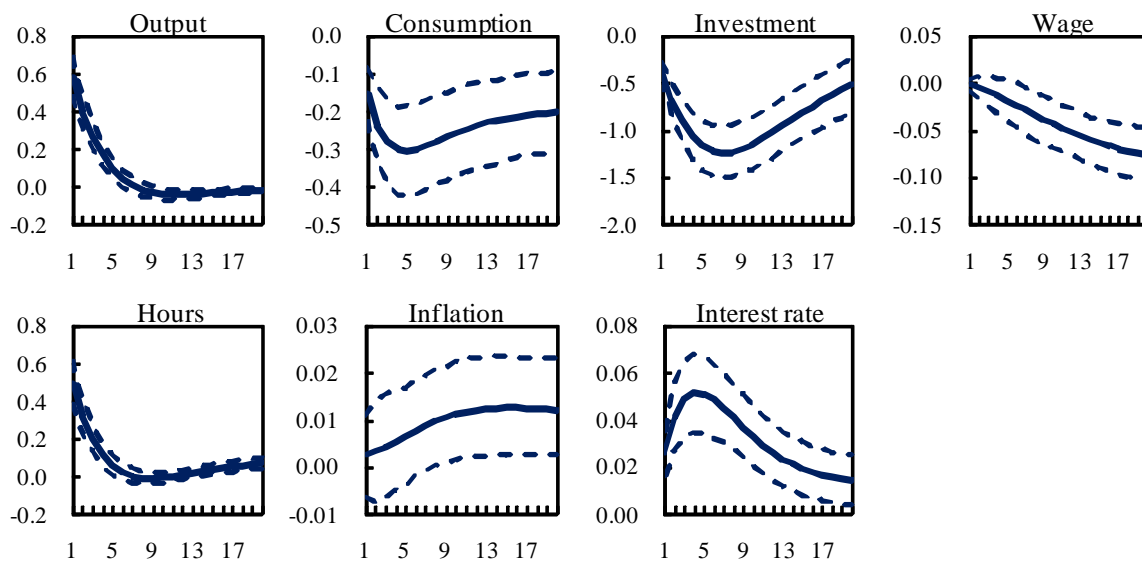 Output
0.8
0.6
0.4
0.2
0.0
-0.2
1 5 9 13 17
Consumption
0.0
-0.1
-0.2
-0.3
-0.4
-0.5
1 5 9 13 17
Investment
0.0
-0.5
-1.0
-1.5
-2.0
1 5 9 13 17
Wage
0.05
0.00
-0.05
-0.10
-0.15
1 5 9 13 17
Hours
0.8
0.6
0.4
0.2
0.0
-0.2
1 5 9 13 17
Inflation
0.03
0.02
0.01
0.00
-0.01
1 5 9 13 17
Interest rate
0.08
0.06
0.04
0.02
0.00
1 5 9 13 17